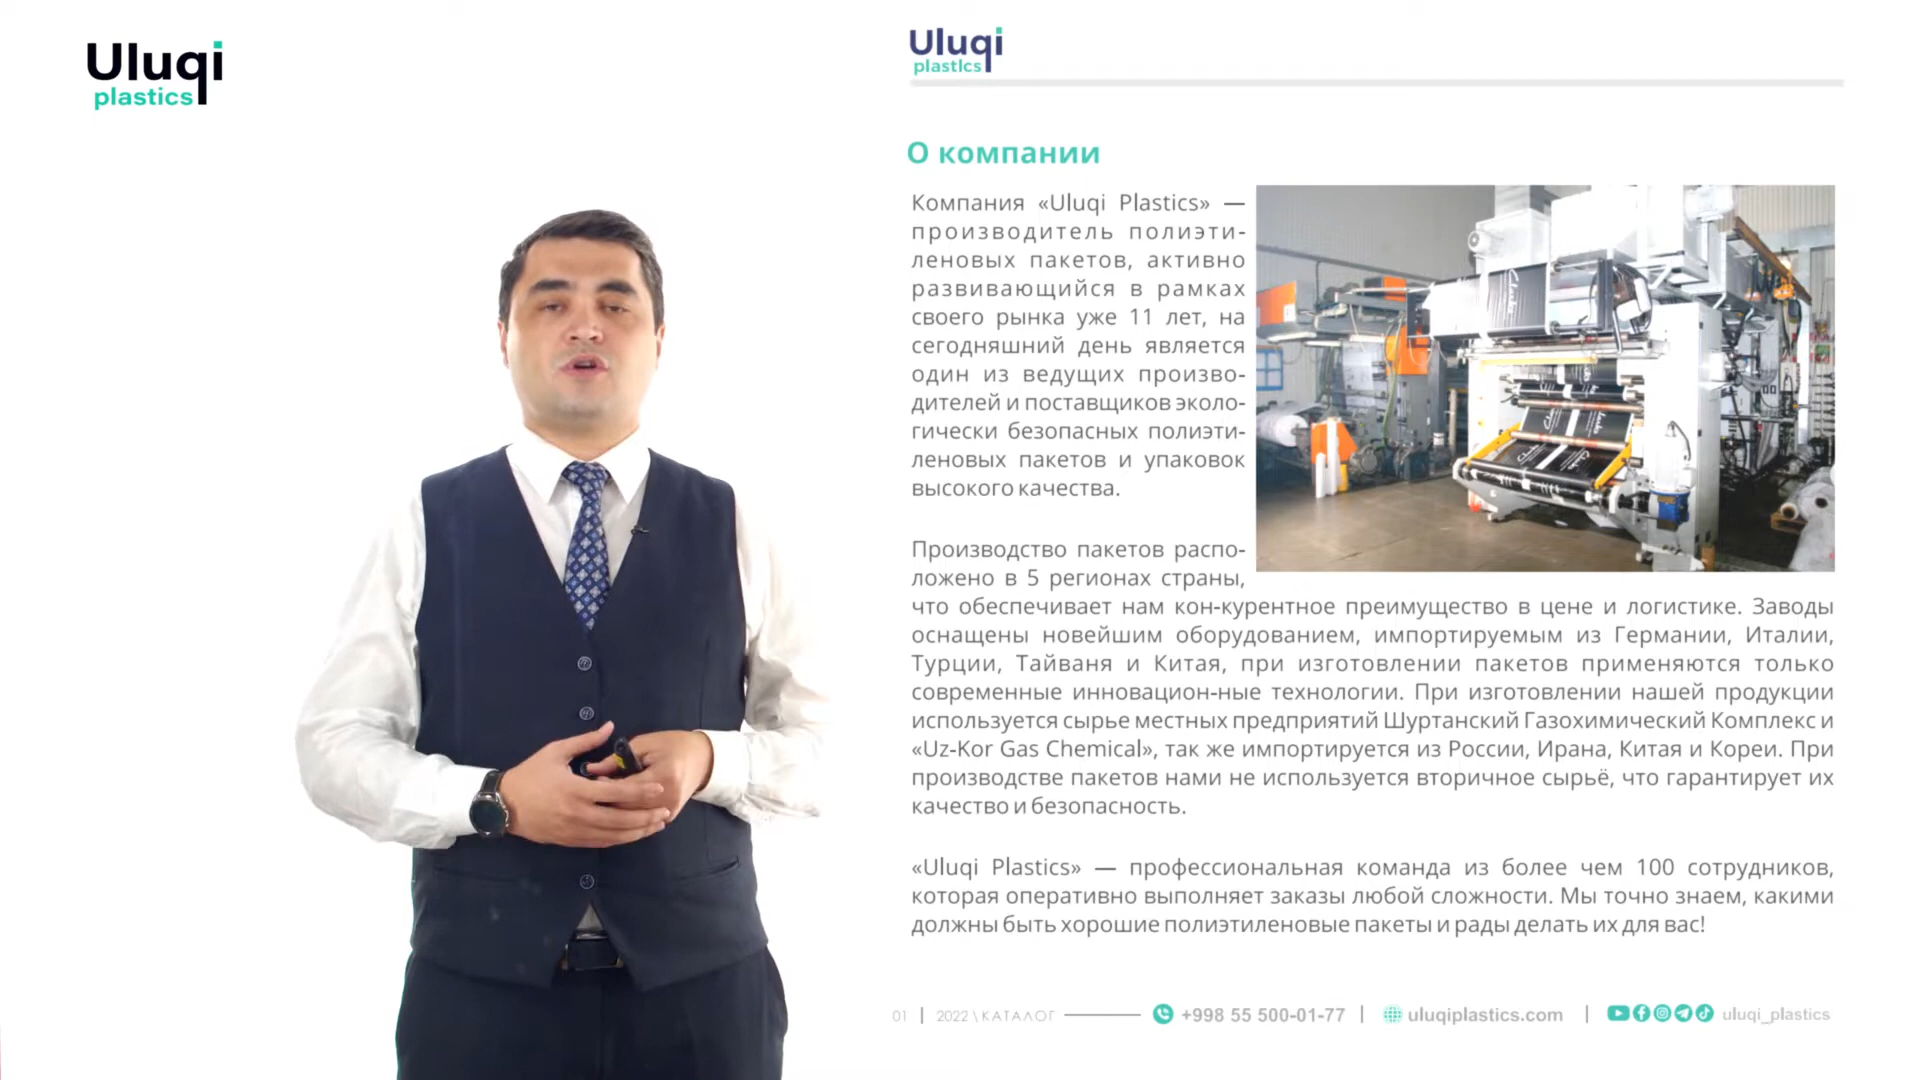 Uluqi
plastics
Uluqi
plastics
О компании
Компания «Uluqi Plastics» —
производитель полиэти-
леновых пакетов, активно
развивающийся в рамках
своего рынка уже 11 лет, на
сегодняшний день является
один из ведущих произво-
дителей и поставщиков эколо-
гически безопасных полиэти-
леновых пакетов и упаковок
высокого качества.
Производство пакетов распо-
ложено в 5 регионах страны,
что обеспечивает нам кон-курентное преимущество в цене и логистике. Заводы
оснащены новейшим оборудованием, импортируемым из Германии, Италии,
Турции, Тайваня и Китая, при изготовлении пакетов применяются только
современные инновацион-ные технологии. При изготовлении нашей продукции
используется сырье местных предприятий Шуртанский Газохимический Комплекс и
«Uz-Kor Gas Chemical», так же импортируется из России, Ирана, Китая и Кореи. При
производстве пакетов нами не используется вторичное сырьё, что гарантирует их
качество и безопасность.
«Uluqi Plastics» — профессиональная команда из более чем 100 сотрудников,
которая оперативно выполняет заказы любой сложности. Мы точно знаем, какими
должны быть хорошие полиэтиленовые пакеты и рады делать их для вас!
01 | 2022 \ КАТАЛОГ +998 55 500-01-77 | uluqiplastics.com | uluqi_plastics